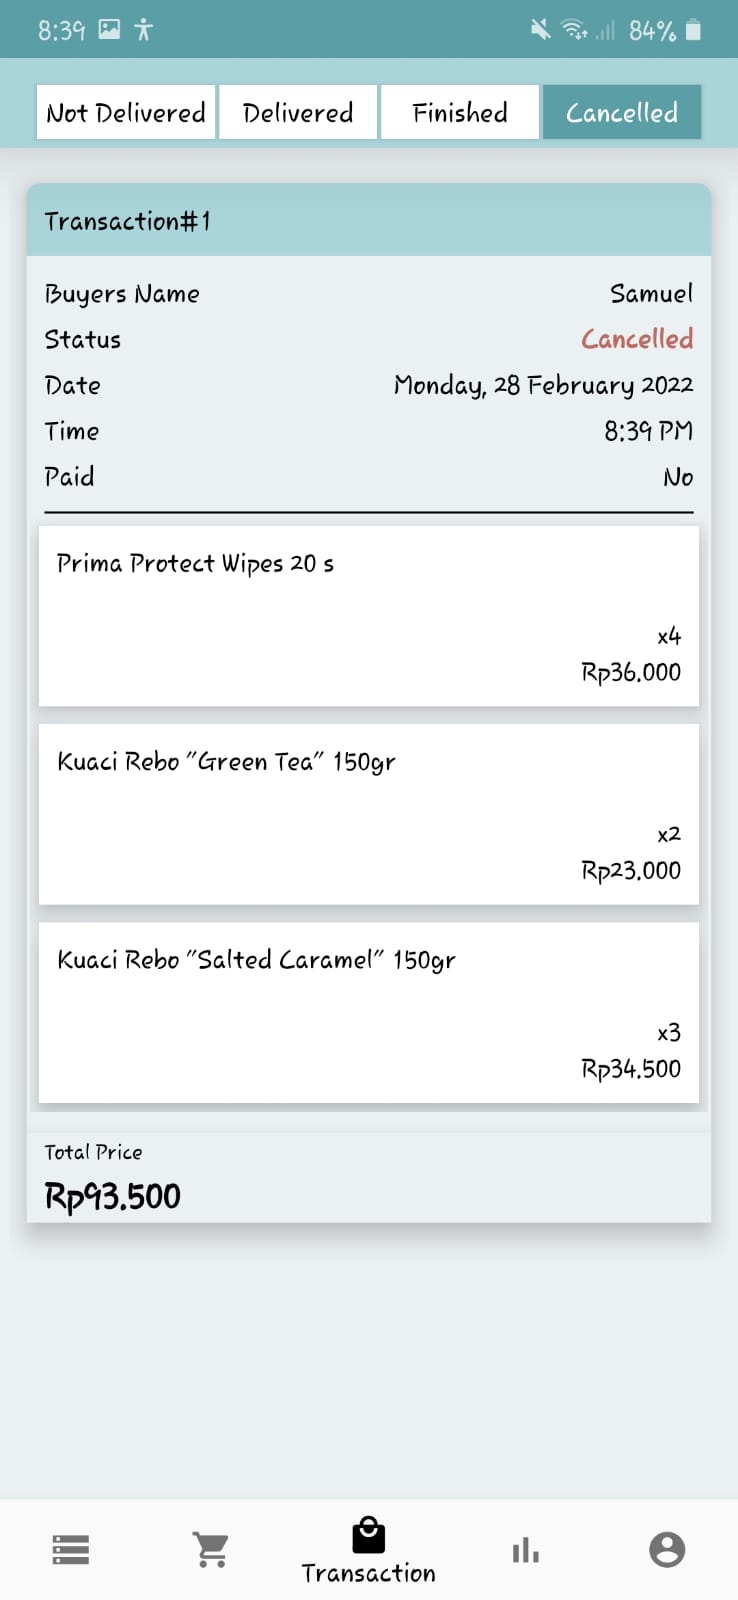 8:39 84%
Not Delivered Delivered Finished Cancelled
Transaction#1
Buyers Name Samuel
Status Cancelled
Date Monday, 28 February 2022
Time 8:39 PM
Paid No
Prima Protect Wipes 20 s
x4
Rp36.000
Kuaci Rebo "Green Tea" 150gr
x2
Rp23.000
Kuaci Rebo "Salted Caramel" 150gr
x3
Rp34.500
Total Price
Rp93.500
Transaction